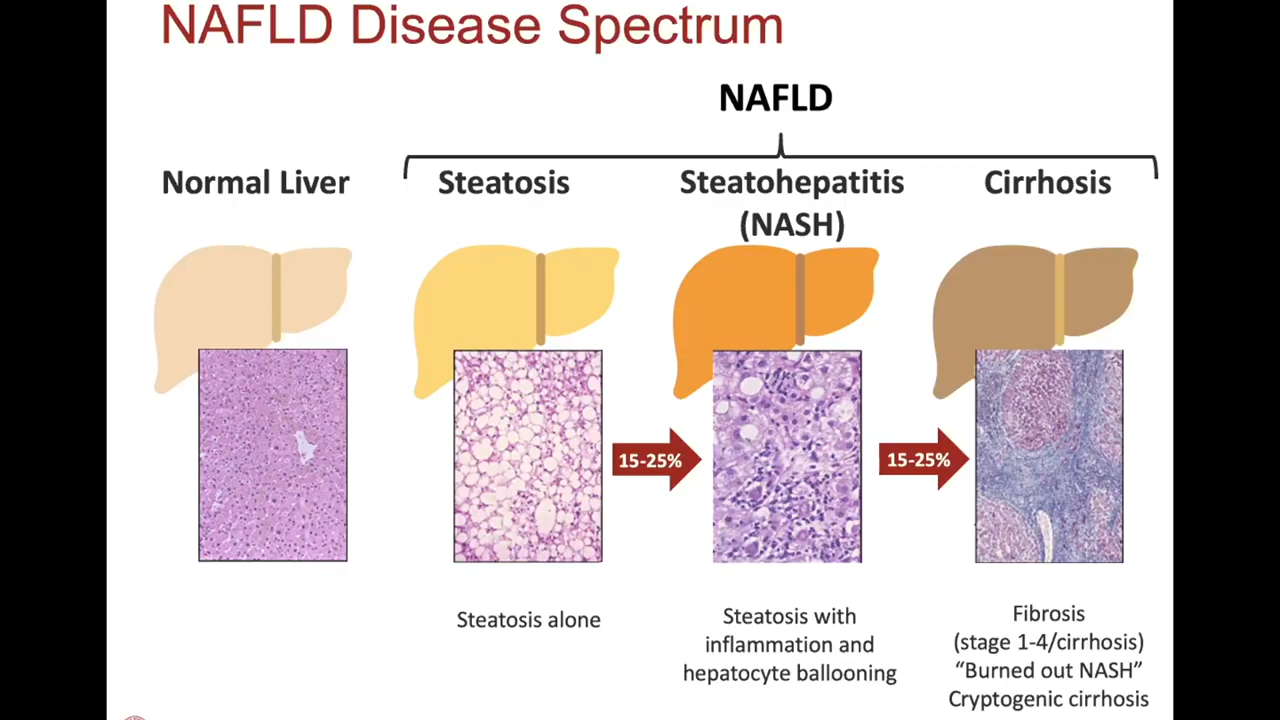 NAFLD Disease Spectrum
NAFLD
Normal Liver
Steatosis
Steatohepatitis
(NASH)
Cirrhosis
15-25%
15-25%
Steatosis alone
Steatosis with
inflammation and
hepatocyte ballooning
Fibrosis
(stage 1-4/cirrhosis)
“Burned out NASH”
Cryptogenic cirrhosis